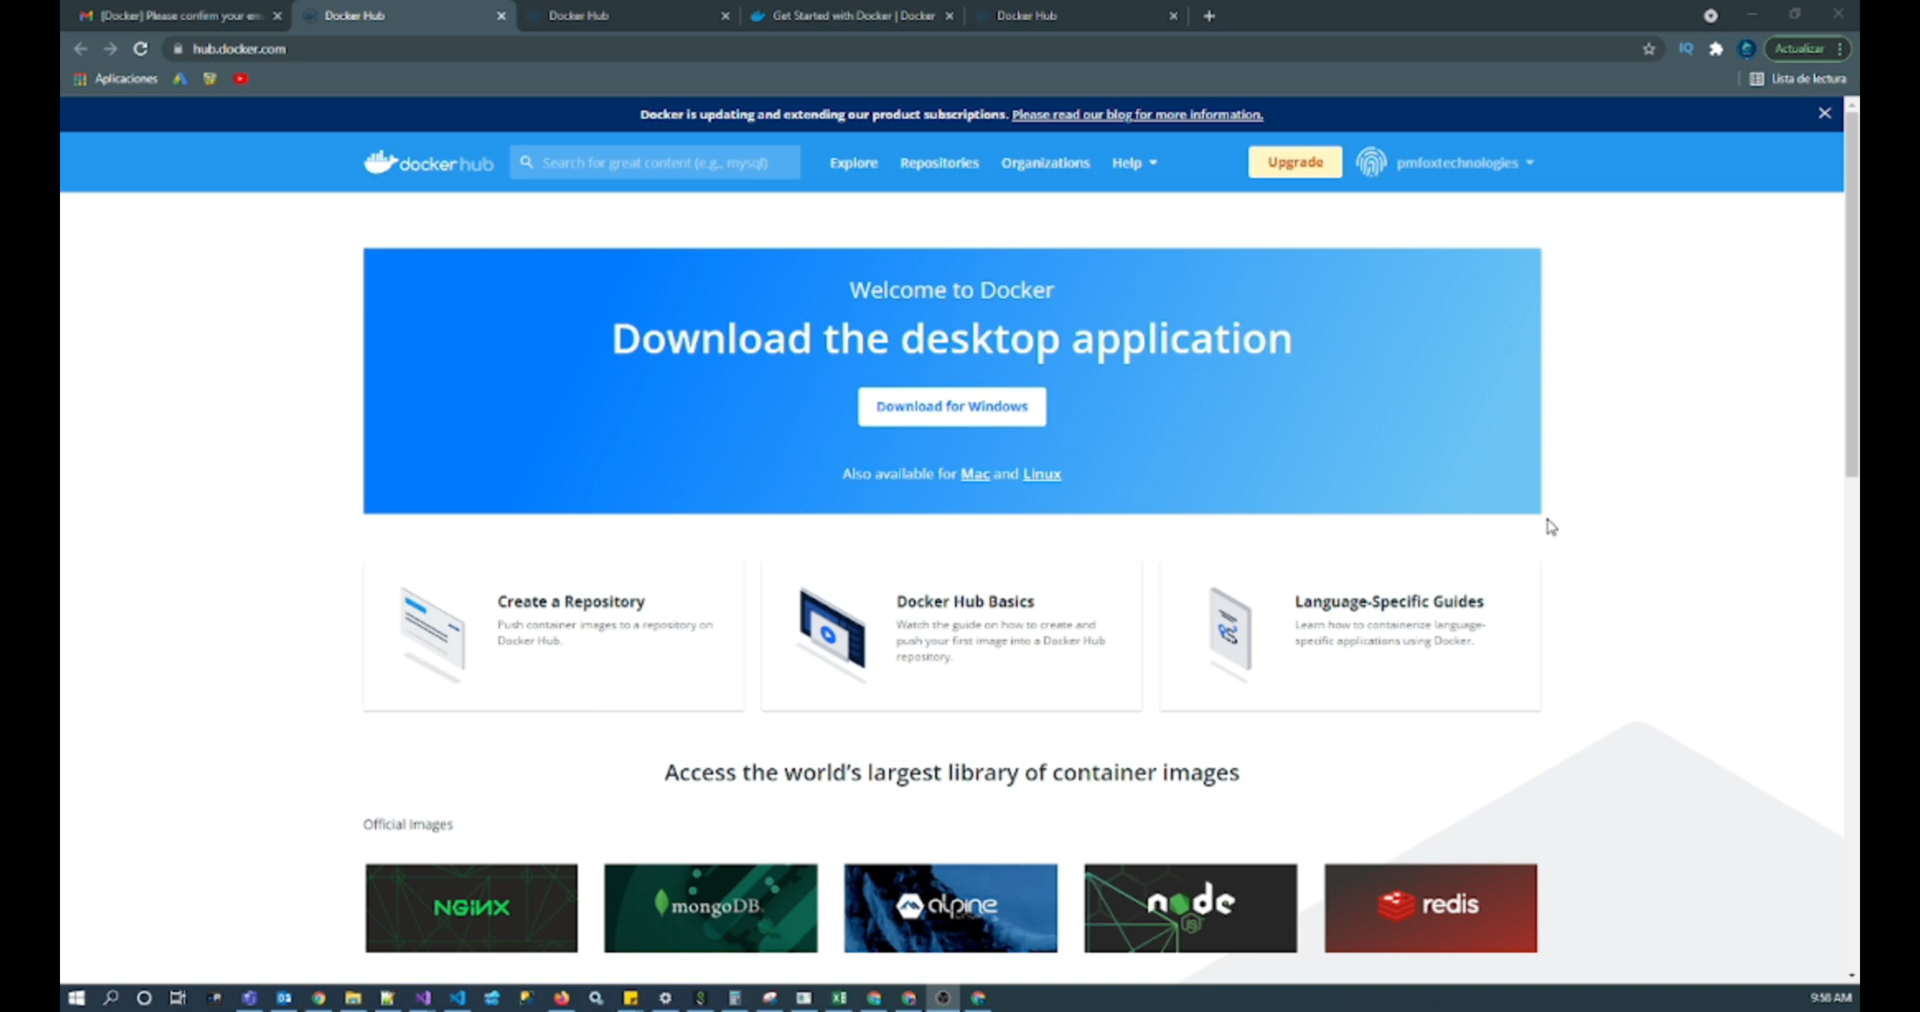 [Docker] Please confirm your em
Docker Hub
Docker Hub
Get Started with Docker | Docker
Docker Hub
hub.docker.com
IQ
Actualizar
Aplicaciones
Lista de lectura
Docker is updating and extending our product subscriptions. Please read our blog for more information.
docker hub
Search for great content (e.g., mysql)
Explore
Repositories
Organizations
Help
Upgrade
pmfoxtechnologies
Welcome to Docker
Download the desktop application
Download for Windows
Also available for Mac and Linux
Create a Repository
Push container images to a repository on
Docker Hub.
Docker Hub Basics
Watch the guide on how to create and
push your first image into a Docker Hub
repository.
Language-Specific Guides
Learn how to containerize language-
specific applications using Docker.
Access the world's largest library of container images
Official Images
NGINX
mongoDB.
alpine
node
JS
redis
9:58 AM